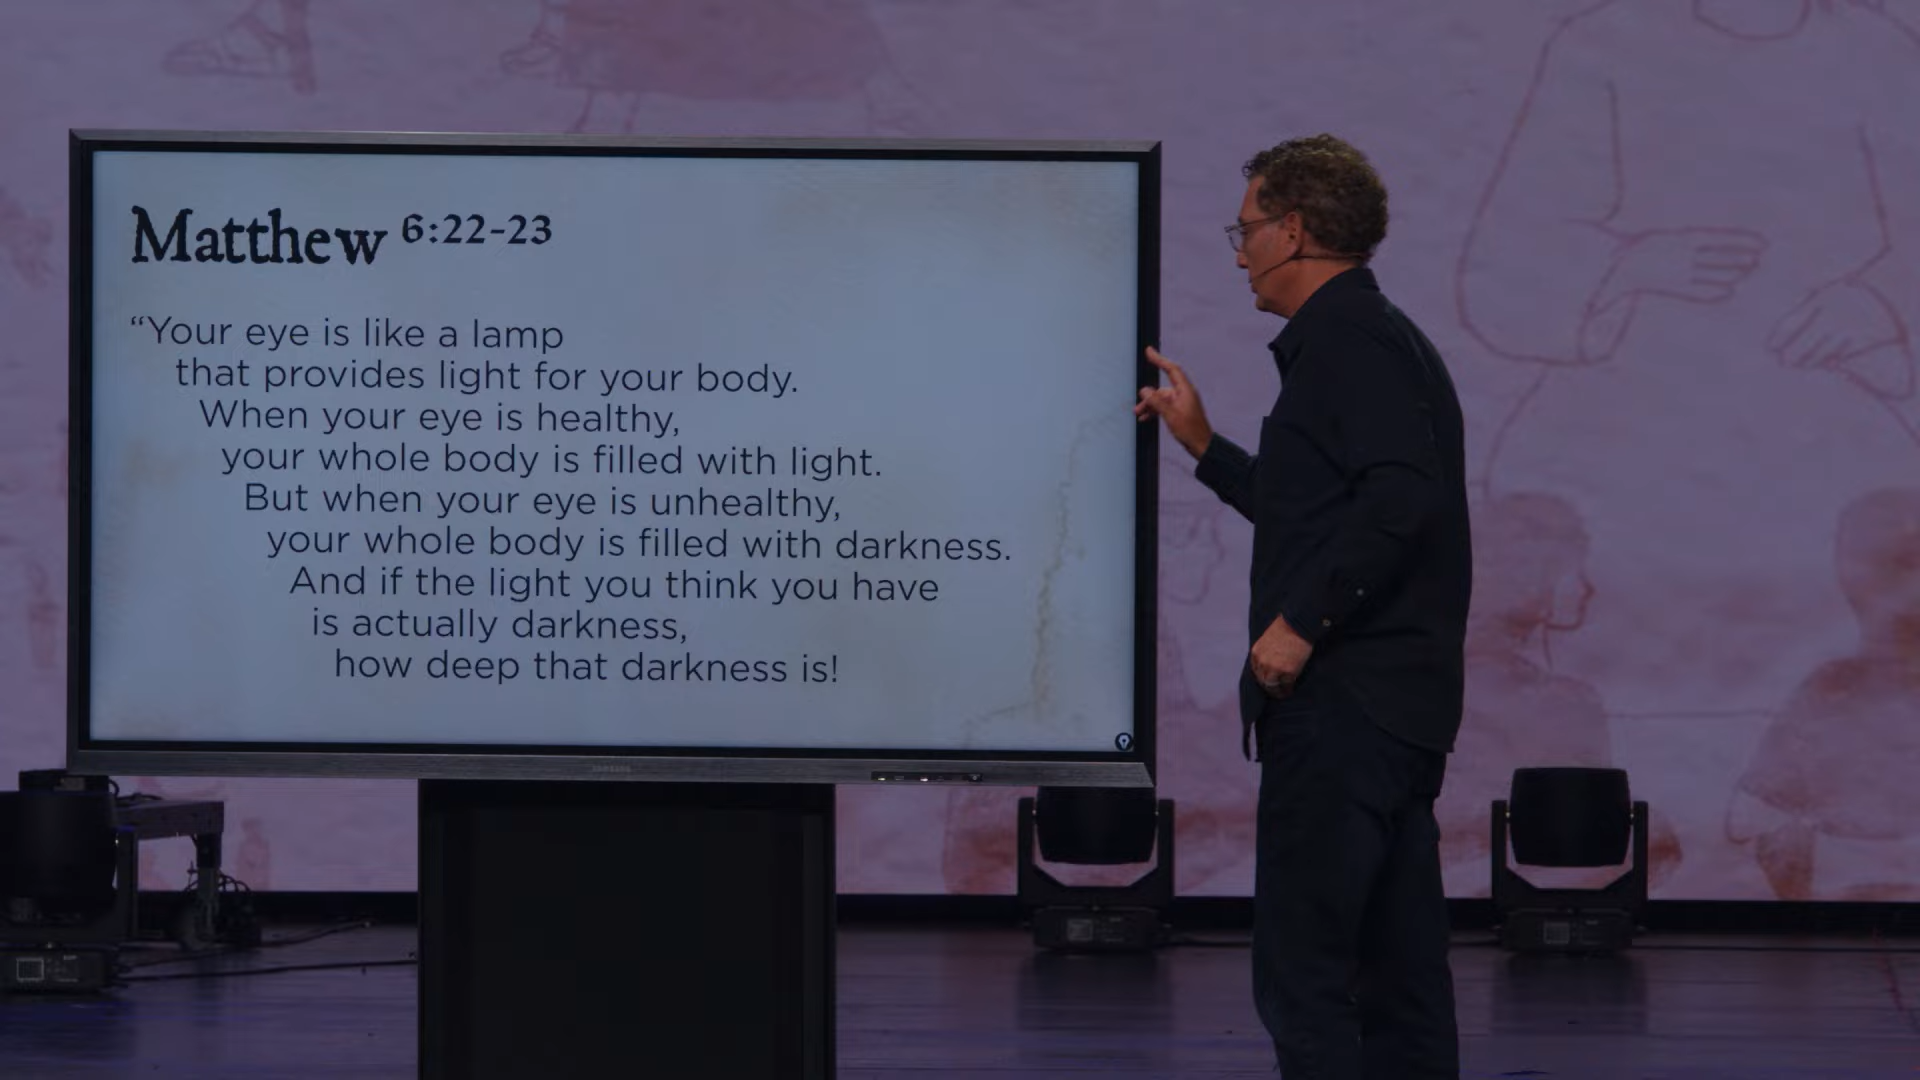 Matthew 6:22-23
“Your eye is like a lamp
that provides light for your body.
When your eye is healthy,
your whole body is filled with light.
But when your eye is unhealthy,
your whole body is filled with darkness.
And if the light you think you have
is actually darkness,
how deep that darkness is!
SAMSUNG